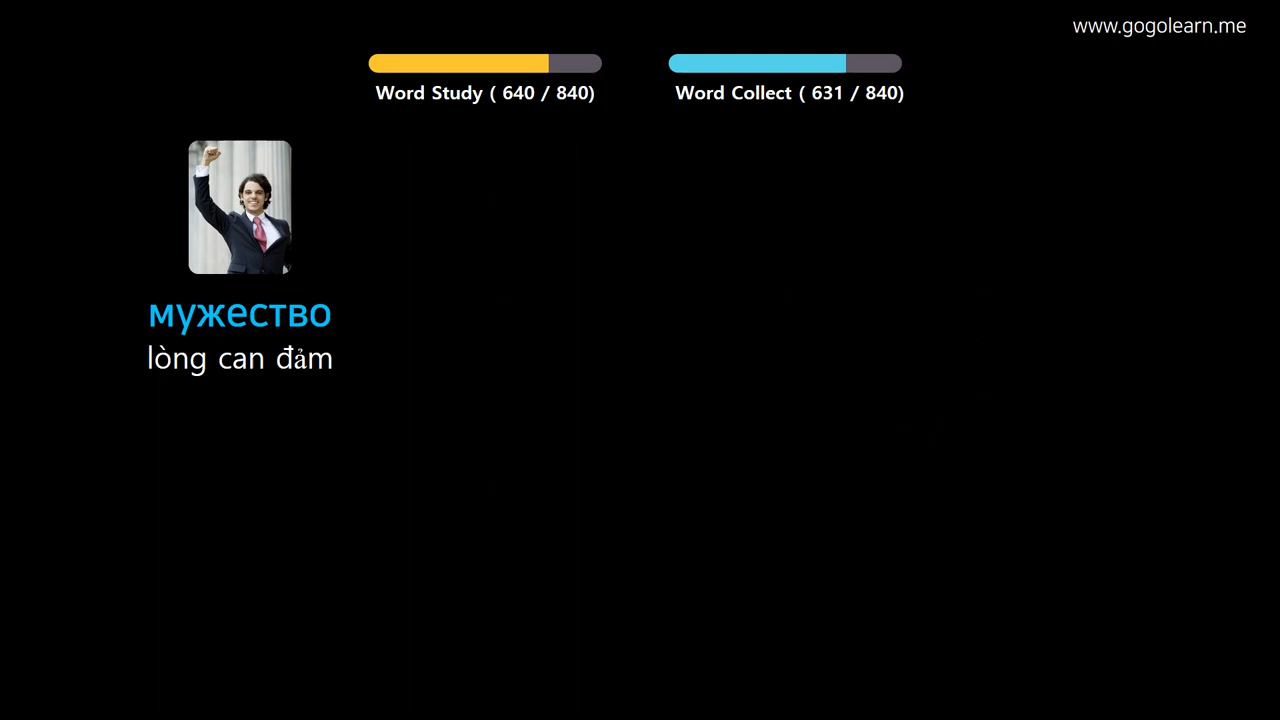 www.gogolearn.me
Word Study ( 640 / 840)
Word Collect ( 631 / 840)
мужество
lòng can đảm